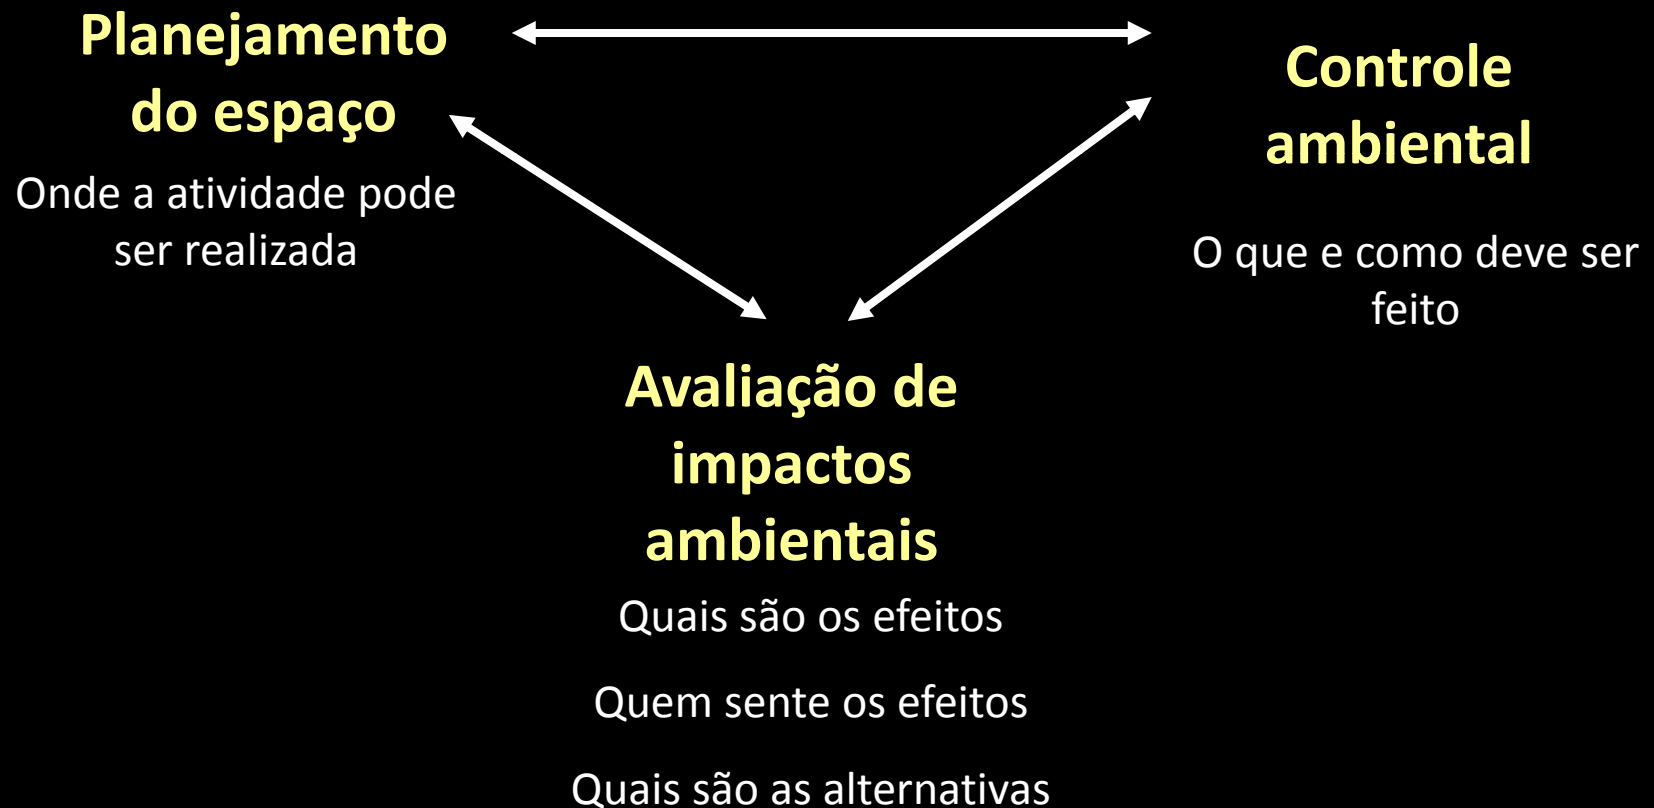 Planejamento
do espaço
Onde a atividade pode
ser realizada
Controle
ambiental
O que e como deve ser
feito
Avaliação de
impactos
ambientais
Quais são os efeitos
Quem sente os efeitos
Quais são as alternativas